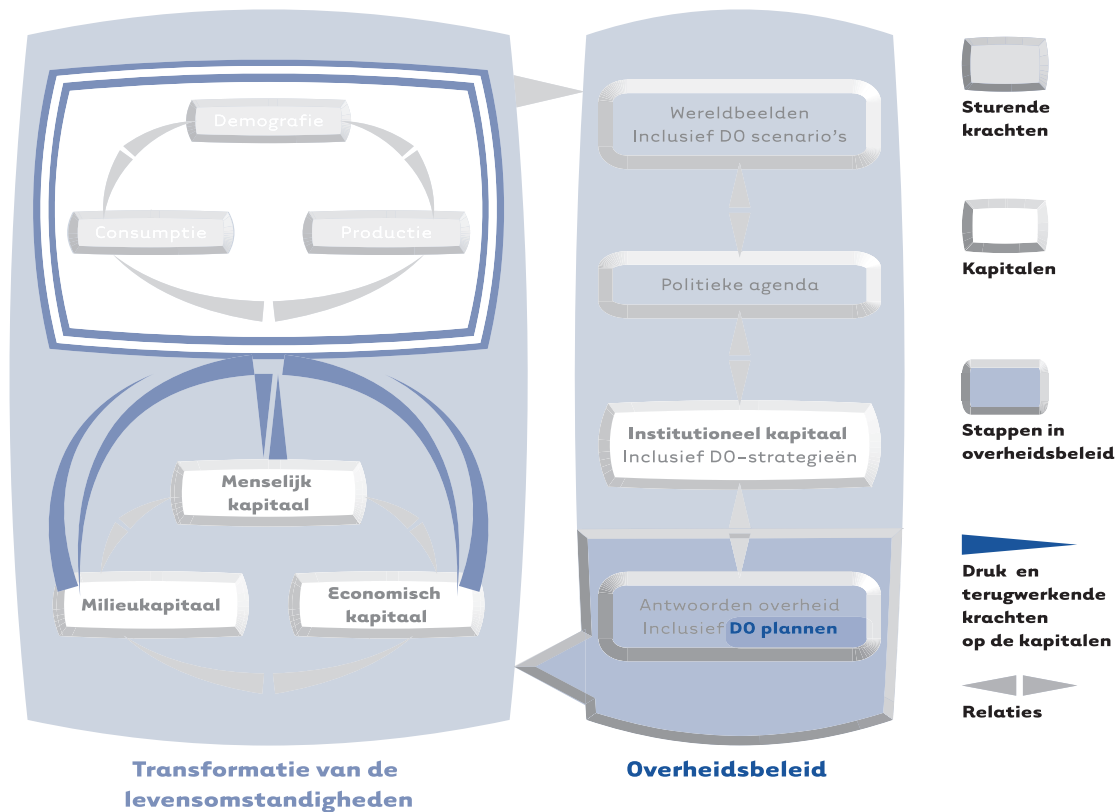 Demografie
Consumptie
Productie
Menselijk
kapitaal
Milieukapitaal
Economisch
kapitaal
Transformatie van de
levensomstandigheden
Wereldbeelden
Inclusief DO scenario's
Politieke agenda
Institutioneel kapitaal
Inclusief DO-strategieën
Antwoorden overheid
Inclusief DO plannen
Overheidsbeleid
Sturende
krachten
Kapitalen
Stappen in
overheidsbeleid
Druk en
terugwerkende
krachten
op de kapitalen
Relaties